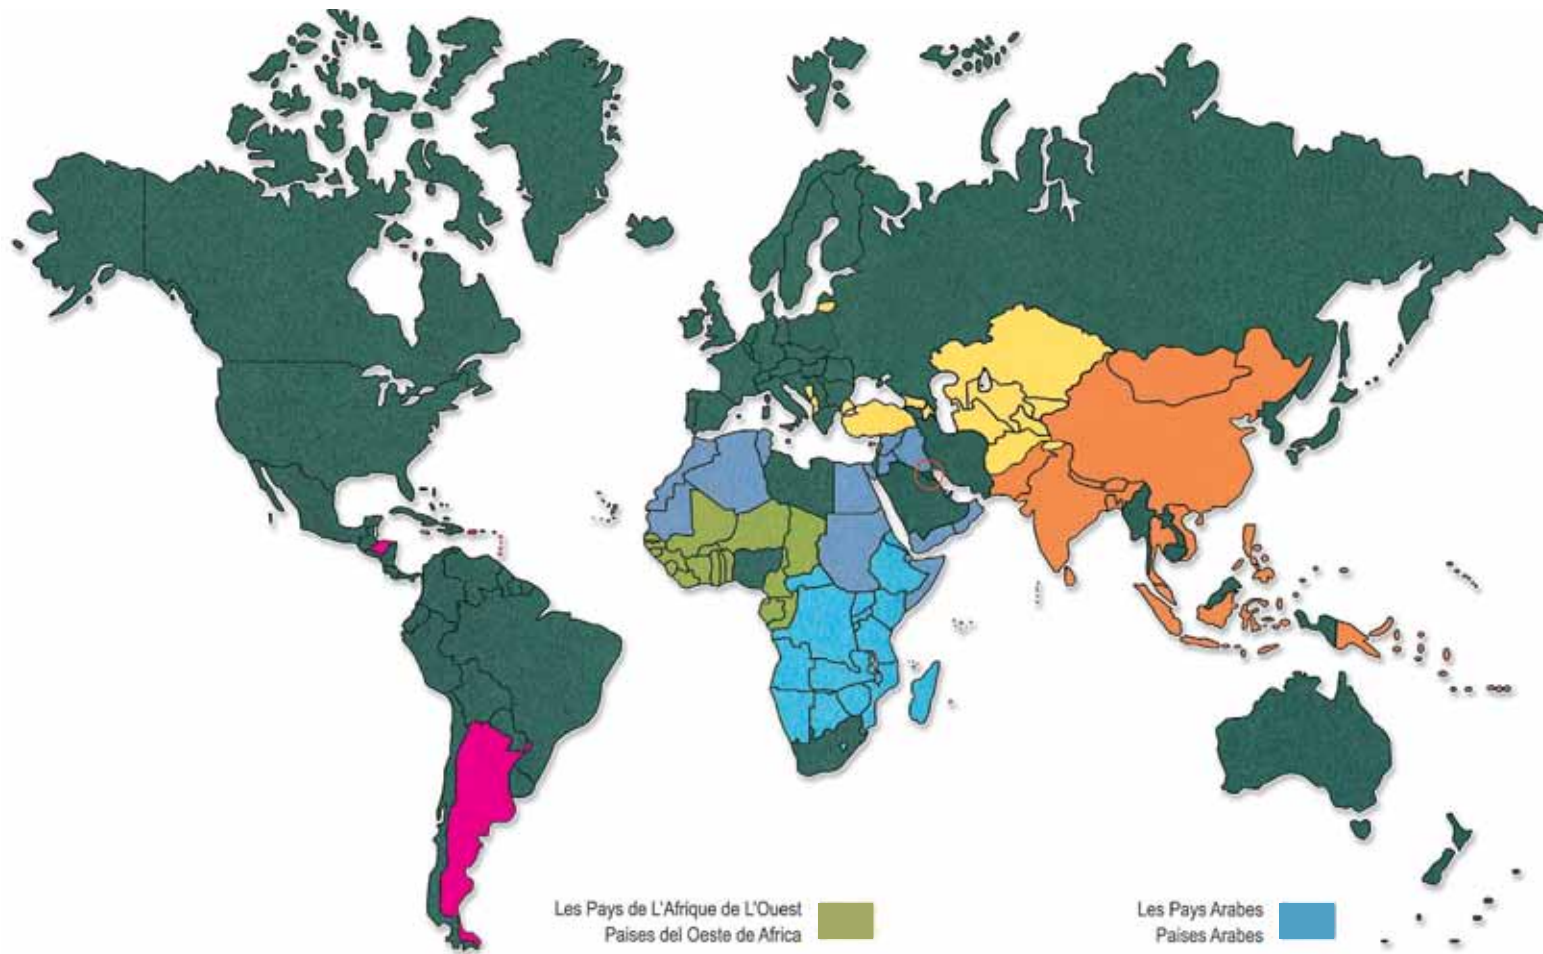 Les Pays de L'Afrique de L'Ouest
Paises del Oeste de Africa
Les Pays Arabes
Paises Arabes